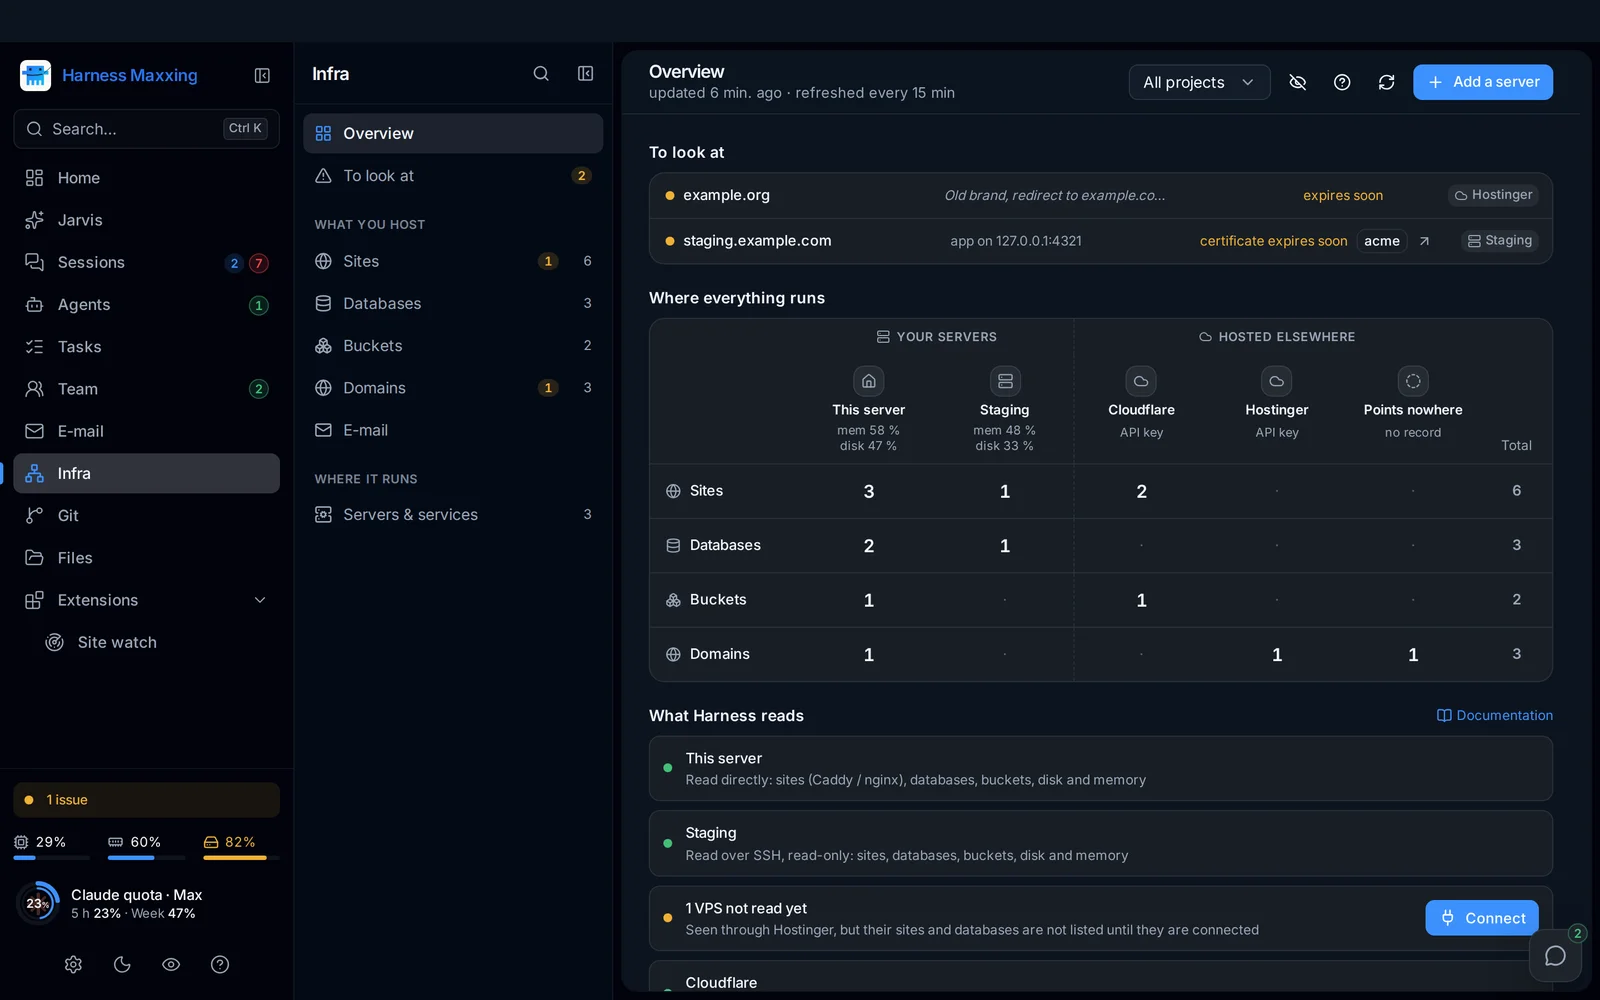 Harness Maxxing
Search...
Ctrl K
Home
Jarvis
Sessions
2
7
Agents
1
Tasks
Team
2
E-mail
Infra
Git
Files
Extensions
Site watch
1 issue
29%
60%
82%
23%
Claude quota · Max
5 h 23% · Week 47%
Infra
Overview
To look at
2
WHAT YOU HOST
Sites
1
6
Databases
3
Buckets
2
Domains
1
3
E-mail
WHERE IT RUNS
Servers & services
3
Overview
updated 6 min. ago · refreshed every 15 min
All projects
Add a server
To look at
example.org
Old brand, redirect to example.co...
expires soon
Hostinger
staging.example.com
app on 127.0.0.1:4321
certificate expires soon
acme
Staging
Where everything runs
YOUR SERVERS
HOSTED ELSEWHERE
This server
mem 58 %
disk 47 %
Staging
mem 48 %
disk 33 %
Cloudflare
API key
Hostinger
API key
Points nowhere
no record
Total
Sites 3 1 2 · · 6
Databases 2 1 · · · 3
Buckets 1 · 1 · · 2
Domains 1 · · 1 1 3
What Harness reads
Documentation
This server
Read directly: sites (Caddy / nginx), databases, buckets, disk and memory
Staging
Read over SSH, read-only: sites, databases, buckets, disk and memory
1 VPS not read yet
Seen through Hostinger, but their sites and databases are not listed until they are connected
Connect
2
Cloudflare